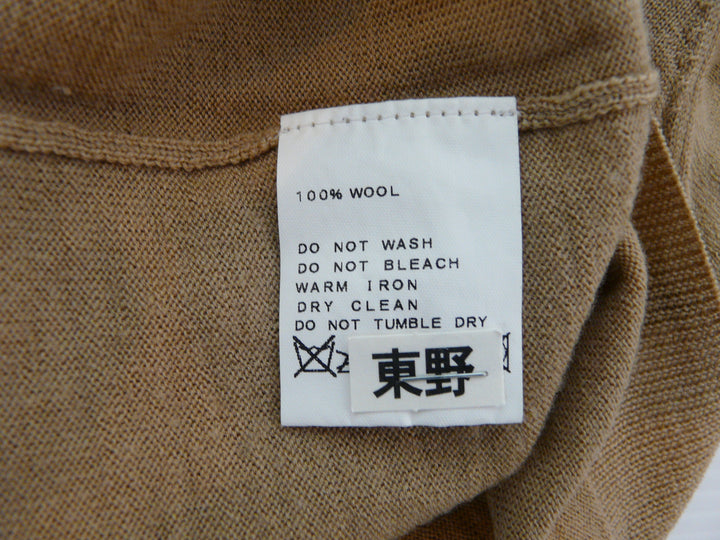 100% WOOL
DO NOT WASH
DO NOT BLEACH
WARM IRON
DRY CLEAN
DO NOT TUMBLE DRY
東野